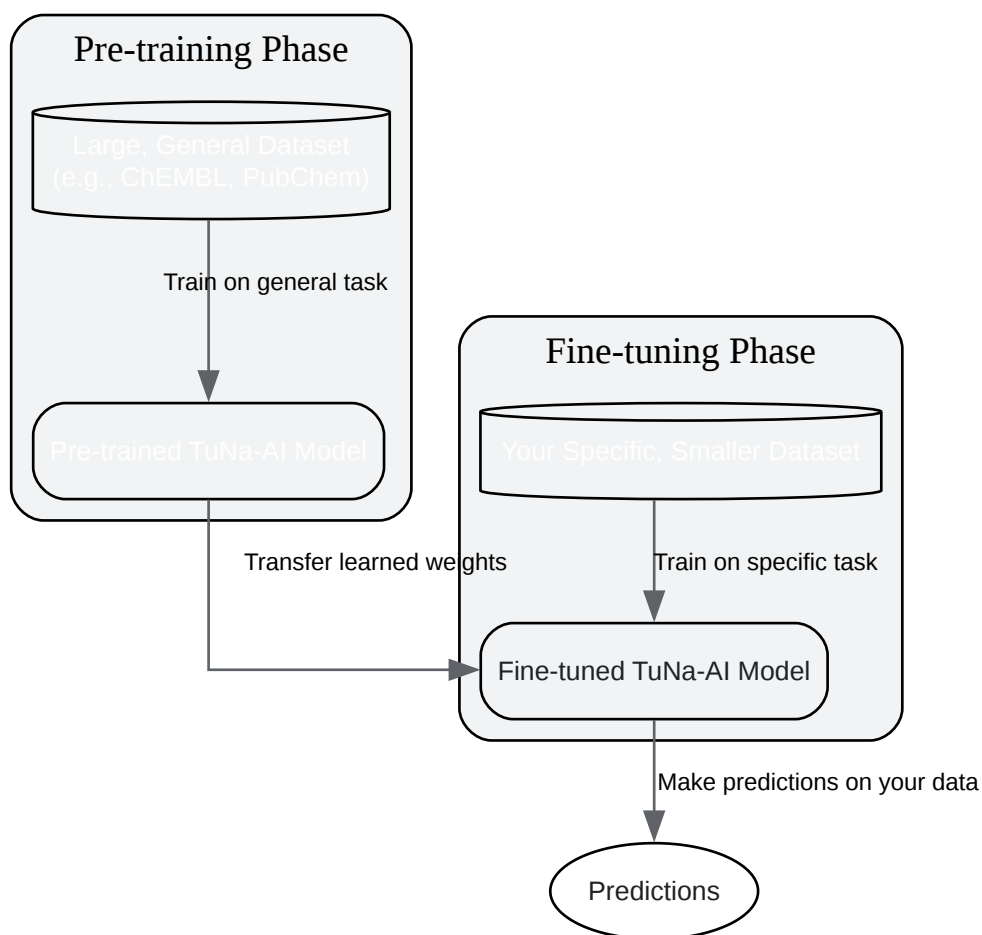 Pre-training Phase
Large, General Dataset
(e.g., ChEMBL, PubChem)
Train on general task
Pre-trained TuNa-AI Model
Transfer learned weights
Fine-tuning Phase
Your Specific, Smaller Dataset
Train on specific task
Fine-tuned TuNa-AI Model
Make predictions on your data
Predictions